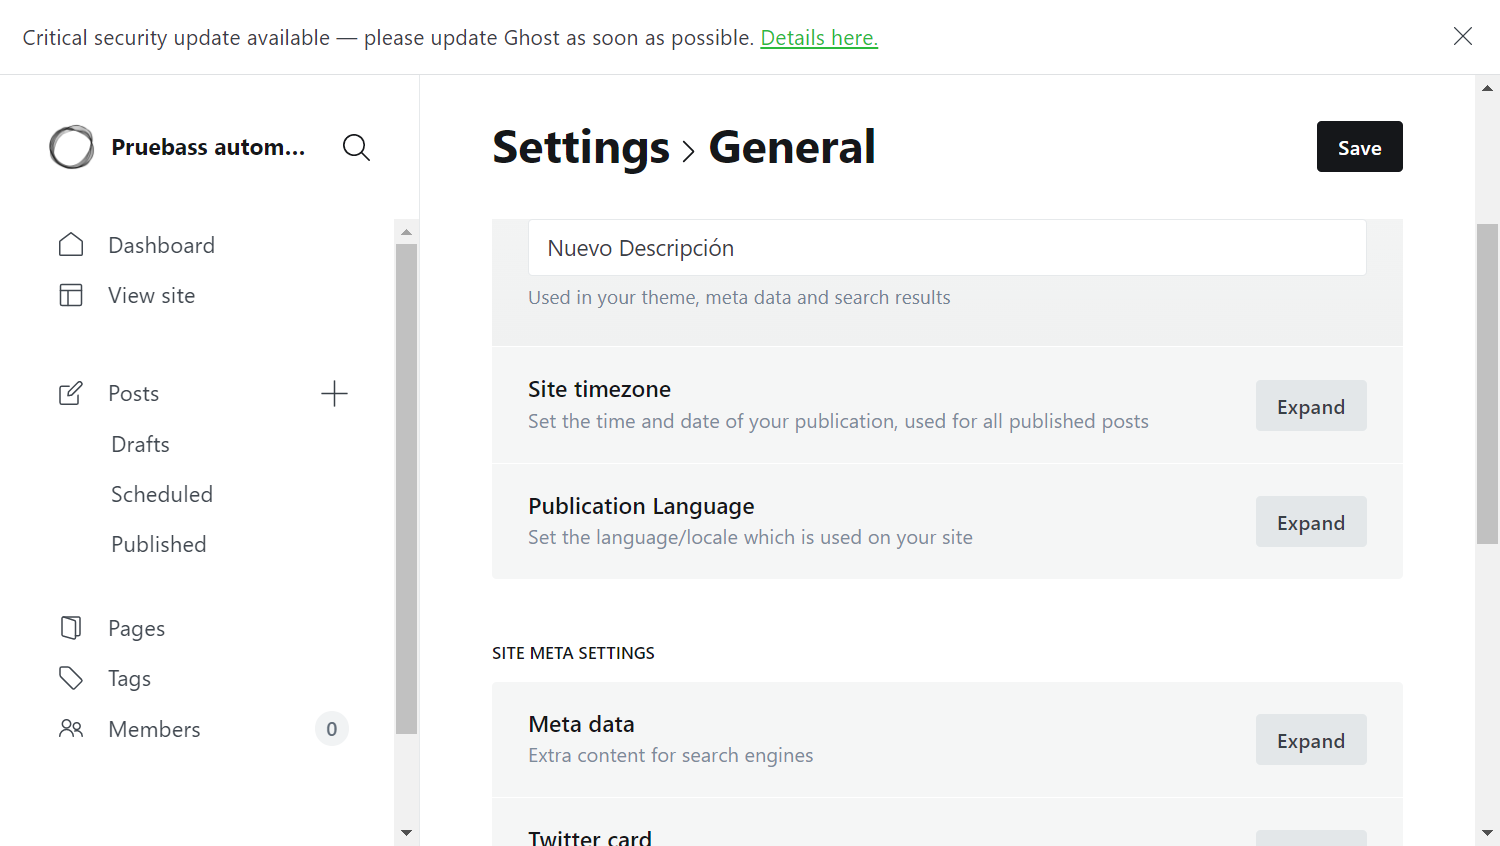 Critical security update available — please update Ghost as soon as possible. Details here.
Pruebass autom...
Settings > General
Save
Dashboard
View site
Posts
Drafts
Scheduled
Published
Pages
Tags
Members
0
Nuevo Descripción
Used in your theme, meta data and search results
Site timezone
Set the time and date of your publication, used for all published posts
Expand
Publication Language
Set the language/locale which is used on your site
Expand
SITE META SETTINGS
Meta data
Extra content for search engines
Expand
Twitter card